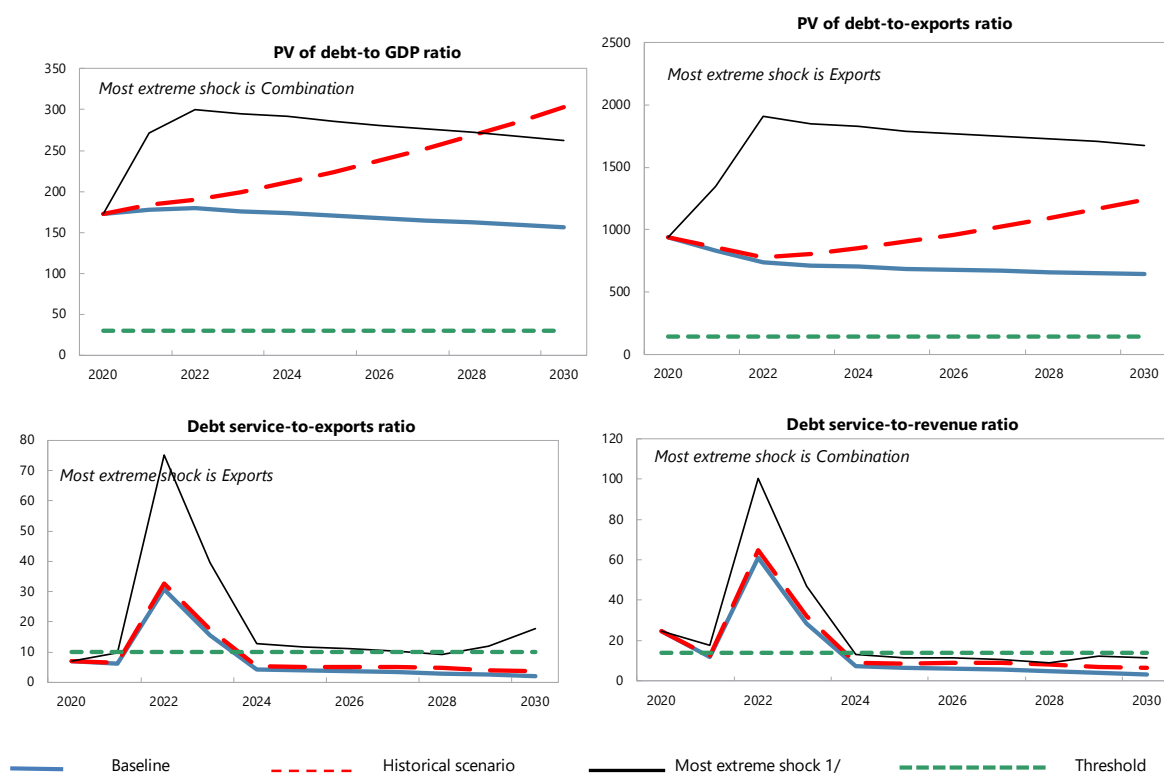 PV of debt-to GDP ratio
Most extreme shock is Combination
350
300
250
200
150
100
50
0
2020 2022 2024 2026 2028 2030
PV of debt-to-exports ratio
Most extreme shock is Exports
2500
2000
1500
1000
500
0
2020 2022 2024 2026 2028 2030
Debt service-to-exports ratio
Most extreme shock is Exports
80
70
60
50
40
30
20
10
0
2020 2022 2024 2026 2028 2030
Debt service-to-revenue ratio
Most extreme shock is Combination
120
100
80
60
40
20
0
2020 2022 2024 2026 2028 2030
Baseline Historical scenario Most extreme shock 1/ Threshold